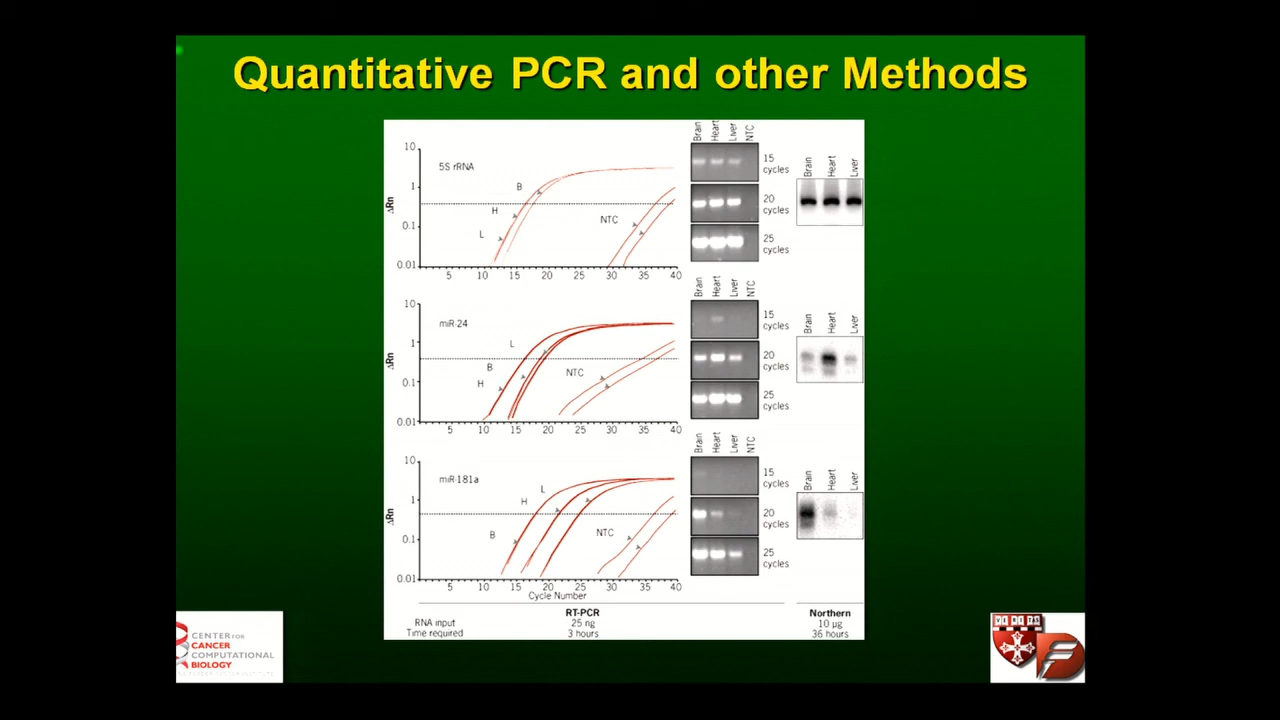 Quantitative PCR and other Methods
5S rRNA
10
1
0.1
0.01
ΔRn
B
H
L
NTC
5 10 15 20 25 30 35 40
Brain Heart Liver NTC
15 cycles
20 cycles
25 cycles
Brain Heart Liver
miR-24
10
1
0.1
0.01
ΔRn
L
B
H
NTC
5 10 15 20 25 30 35 40
Brain Heart Liver NTC
15 cycles
20 cycles
25 cycles
Brain Heart Liver
miR-181a
10
1
0.1
0.01
ΔRn
L
H
B
NTC
5 10 15 20 25 30 35 40
Cycle Number
Brain Heart Liver NTC
15 cycles
20 cycles
25 cycles
Brain Heart Liver
RT-PCR Northern
RNA input 25 ng 10 µg
Time required 3 hours 36 hours
CENTER FOR
CANCER
COMPUTATIONAL
BIOLOGY